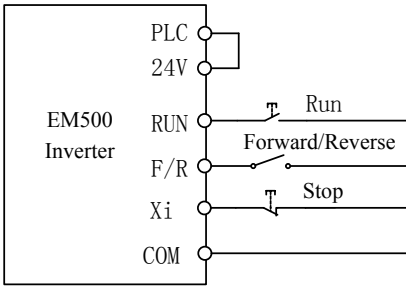 PLC
24V
EM500
Inverter
RUN
Run
F/R
Forward/Reverse
Xi
Stop
COM